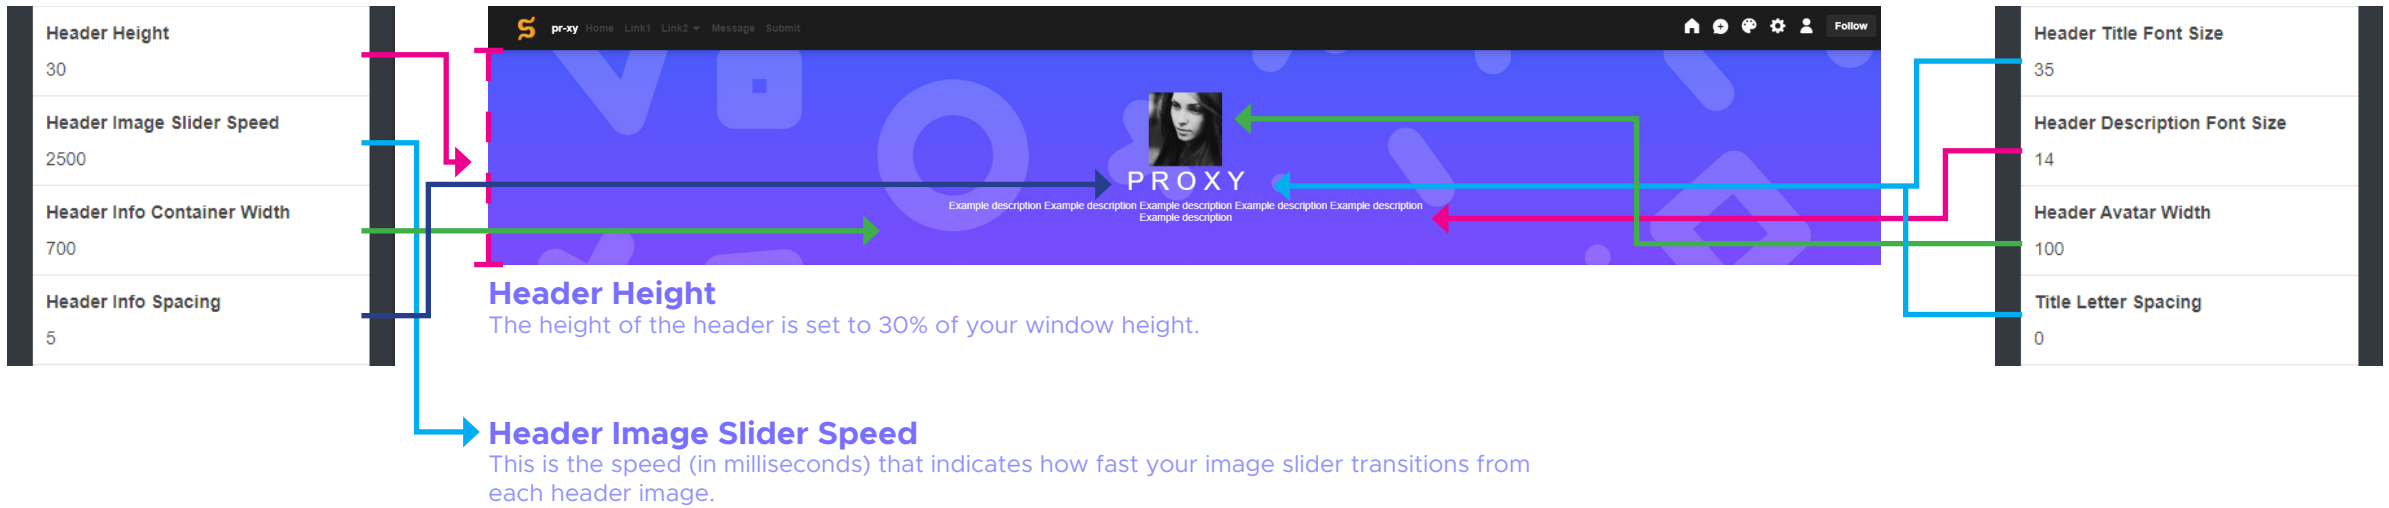 Header Height
30
Header Image Slider Speed
2500
Header Info Container Width
700
Header Info Spacing
5
pr-xy Home Link1 Link2 Message Submit
Follow
PROXY
Example description Example description Example description Example description Example description
Example description
Header Height
The height of the header is set to 30% of your window height.
Header Image Slider Speed
This is the speed (in milliseconds) that indicates how fast your image slider transitions from
each header image.
Header Title Font Size
35
Header Description Font Size
14
Header Avatar Width
100
Title Letter Spacing
0